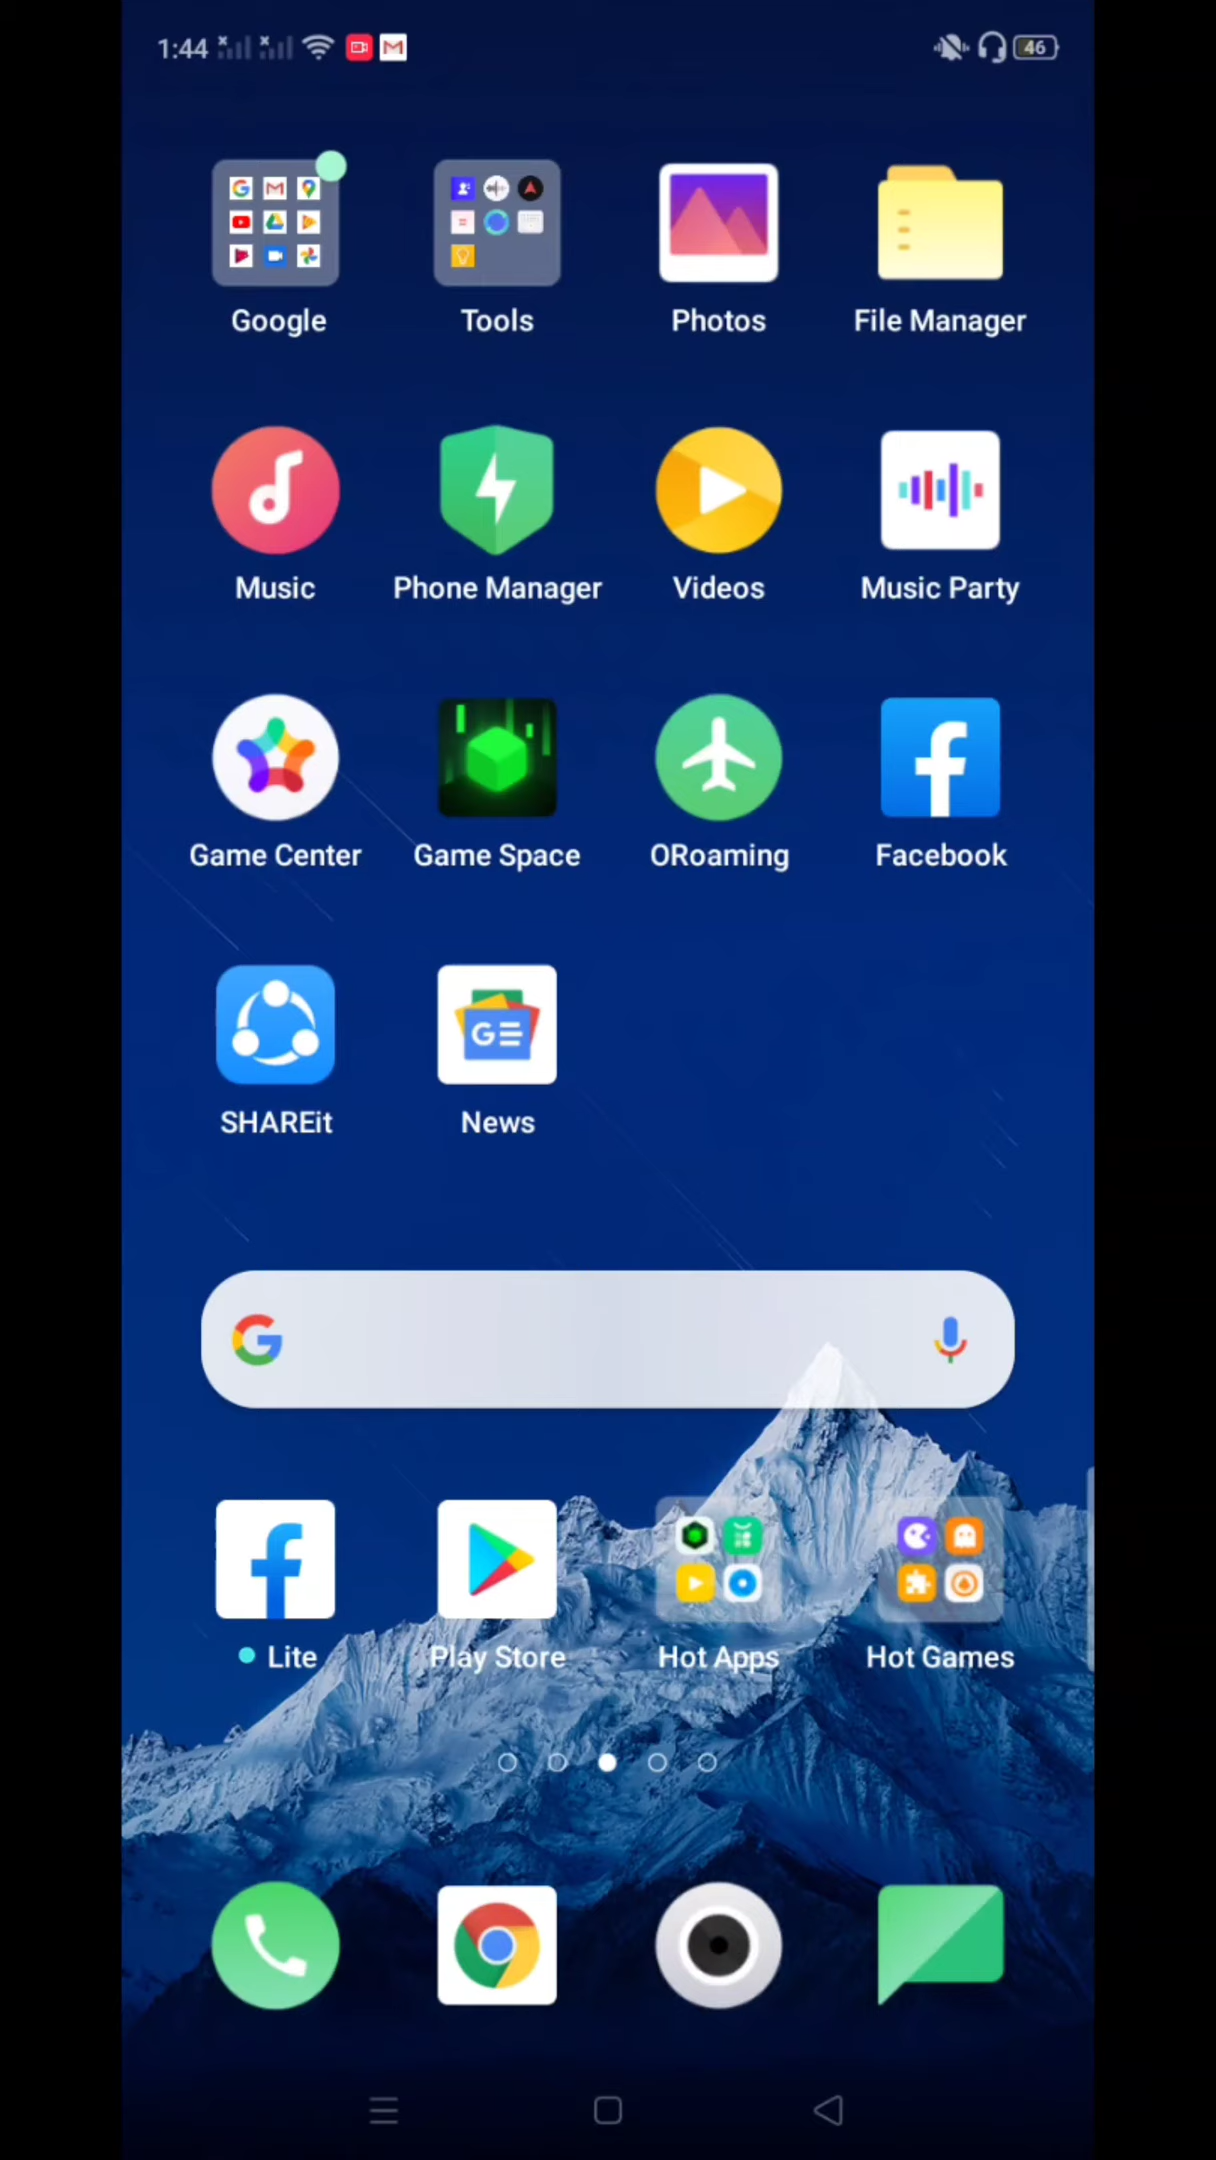 1:44
46
Google Tools Photos File Manager
Music Phone Manager Videos Music Party
Game Center Game Space ORoaming Facebook
SHAREit News
Lite Play Store Hot Apps Hot Games